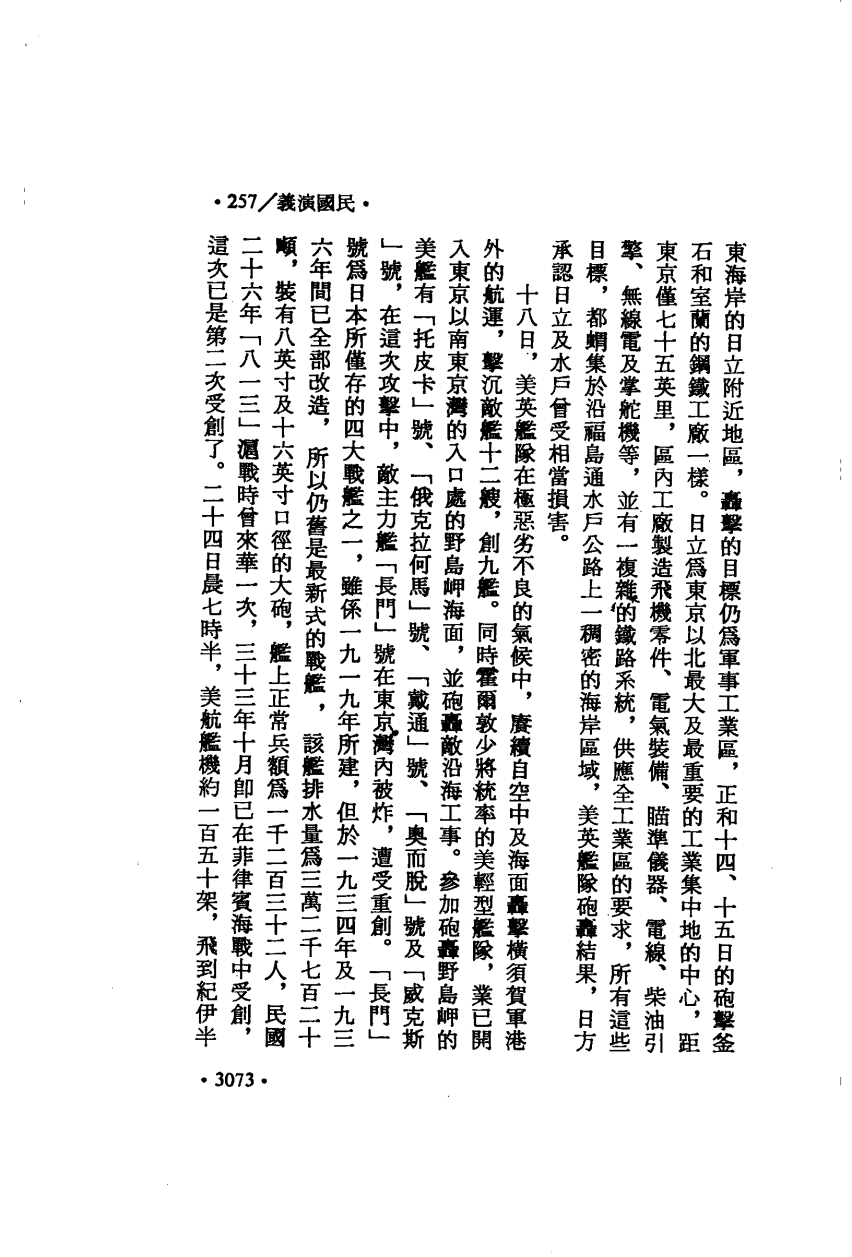 •257／義演國民•
東海岸的日立附近地區，轟擊的目標仍爲軍事工業區，正和十四、十五日的砲擊釜
石和室蘭的鋼鐵工廠一樣。日立爲東京以北最大及最重要的工業集中地的中心，距
東京僅七十五英里，區內工廠製造飛機零件、電氣裝備、瞄準儀器、電線、柴油引
擎、無線電及掌舵機等，並有一複雜的鐵路系統，供應全工業區的要求，所有這些
目標，都蝟集於沿福島通水戶公路上一稠密的海岸區域，美英艦隊砲轟結果，日方
承認日立及水戶曾受相當損害。
十八日，美英艦隊在極惡劣不良的氣候中，賡續自空中及海面轟擊橫須賀軍港
外的航運，擊沉敵艦十二艘，創九艦。同時霍爾敦少將統率的美輕型艦隊，業已開
入東京以南東京灣的入口處的野島岬海面，並砲轟敵沿海工事。參加砲轟野島岬的
美艦有「托皮卡」號、「俄克拉何馬」號、「戴通」號、「奧而脫」號及「威克斯
」號，在這次攻擊中，敵主力艦「長門」號在東京灣內被炸，遭受重創。「長門」
號爲日本所僅存的四大戰艦之一，雖係一九一九年所建，但於一九三四年及一九三
六年間已全部改造，所以仍舊是最新式的戰艦，該艦排水量爲三萬二千七百二十
噸，裝有八英寸及十六英寸口徑的大砲，艦上正常兵額爲一千二百三十二人，民國
二十六年「八一三」滬戰時曾來華一次，三十三年十月卽已在菲律賓海戰中受創，
這次已是第二次受創了。二十四日晨七時半，美航艦機約一百五十架，飛到紀伊半
•3073•